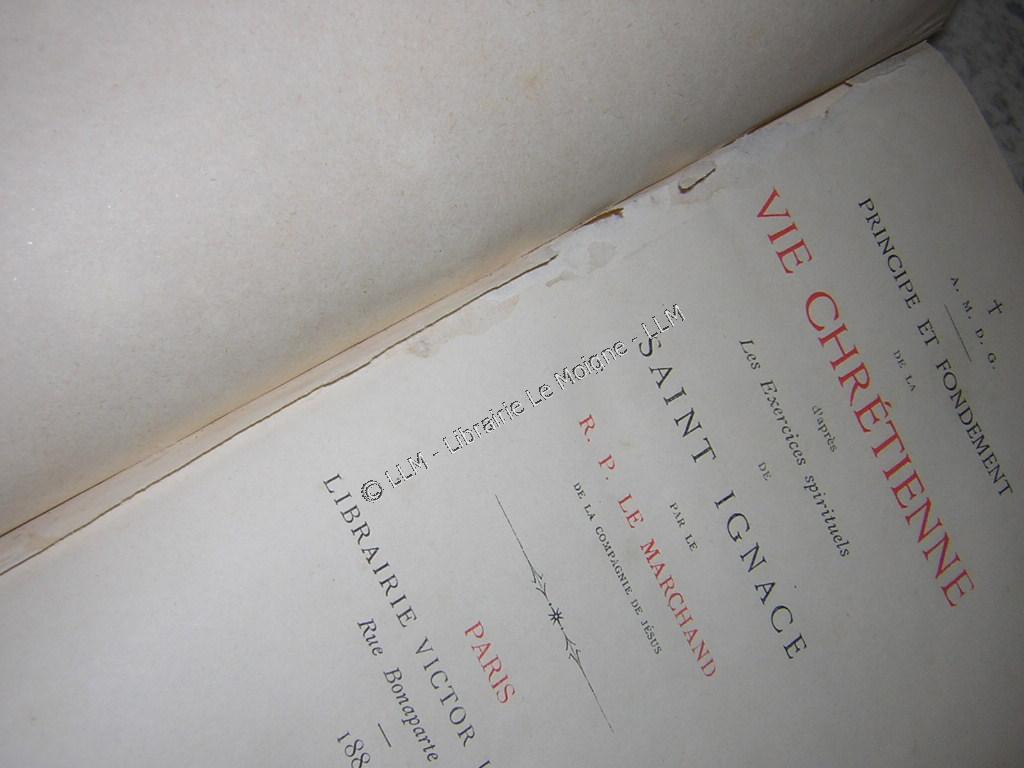 †
A. M. D. G.
PRINCIPE ET FONDEMENT
DE LA
VIE CHRÉTIENNE
d'après
Les Exercices spirituels
DE
SAINT IGNACE
PAR LE
R. P. LE MARCHAND
DE LA COMPAGNIE DE JÉSUS
PARIS
LIBRAIRIE VICTOR
Rue Bonaparte
188
© LLM - Librairie Le Moigne - LLM